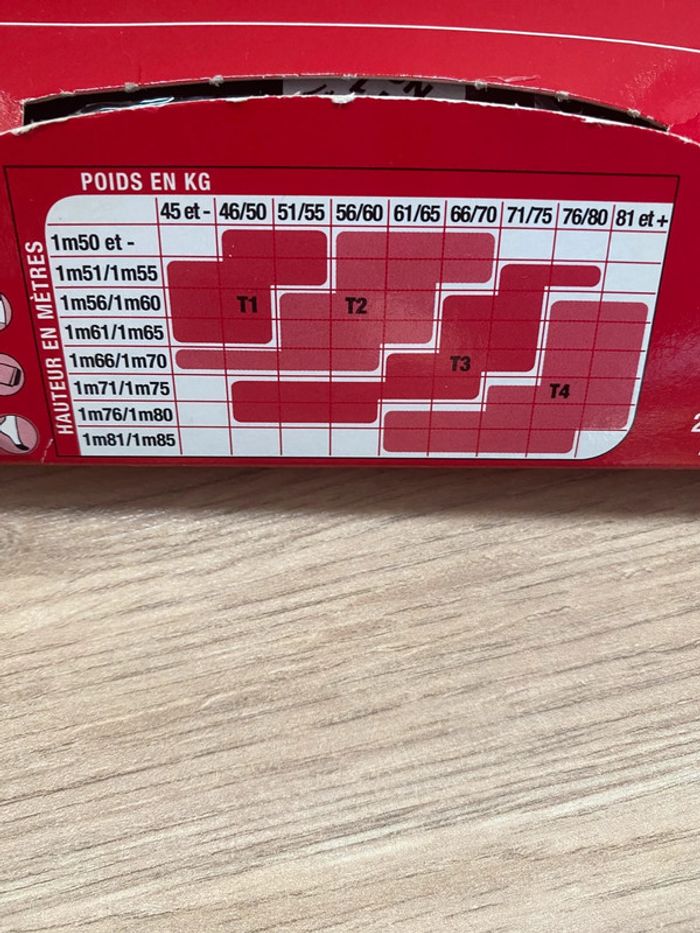 POIDS EN KG
45 et - 46/50 51/55 56/60 61/65 66/70 71/75 76/80 81 et +
HAUTEUR EN MÈTRES
1m50 et -
1m51/1m55
1m56/1m60 T1 T2
1m61/1m65
1m66/1m70 T3
1m71/1m75 T4
1m76/1m80
1m81/1m85
2